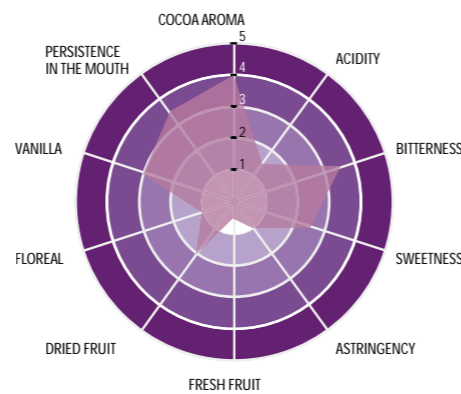 COCOA AROMA
5
4
3
2
1
ACIDITY
BITTERNESS
SWEETNESS
ASTRINGENCY
FRESH FRUIT
DRIED FRUIT
FLOREAL
VANILLA
PERSISTENCE
IN THE MOUTH